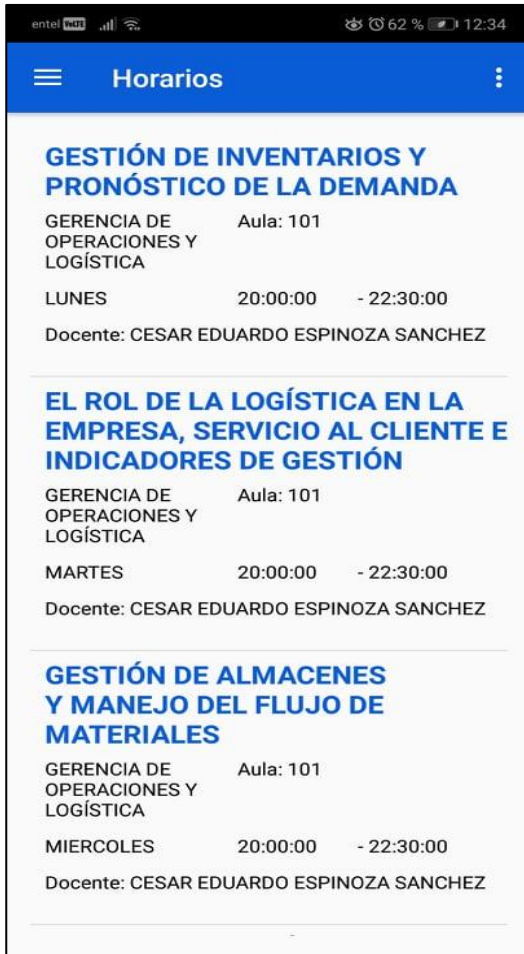 entel VoLTE 62 % 12:34
Horarios
GESTIÓN DE INVENTARIOS Y
PRONÓSTICO DE LA DEMANDA
GERENCIA DE Aula: 101
OPERACIONES Y
LOGÍSTICA
LUNES 20:00:00 - 22:30:00
Docente: CESAR EDUARDO ESPINOZA SANCHEZ
EL ROL DE LA LOGÍSTICA EN LA
EMPRESA, SERVICIO AL CLIENTE E
INDICADORES DE GESTIÓN
GERENCIA DE Aula: 101
OPERACIONES Y
LOGÍSTICA
MARTES 20:00:00 - 22:30:00
Docente: CESAR EDUARDO ESPINOZA SANCHEZ
GESTIÓN DE ALMACENES
Y MANEJO DEL FLUJO DE
MATERIALES
GERENCIA DE Aula: 101
OPERACIONES Y
LOGÍSTICA
MIERCOLES 20:00:00 - 22:30:00
Docente: CESAR EDUARDO ESPINOZA SANCHEZ